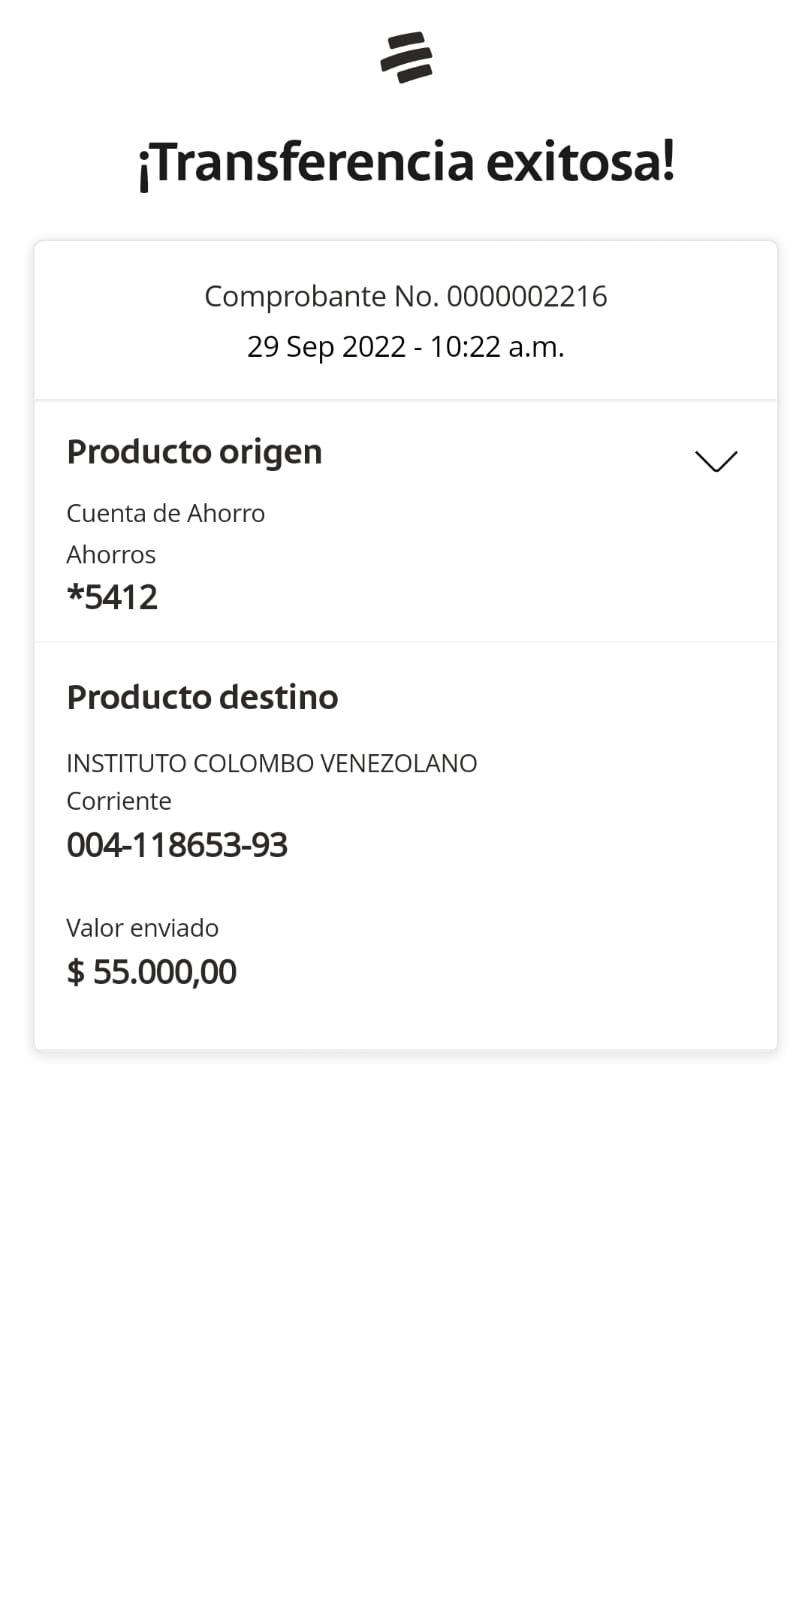 ¡Transferencia exitosa!
Comprobante No. 0000002216
29 Sep 2022 - 10:22 a.m.
Producto origen
Cuenta de Ahorro
Ahorros
*5412
Producto destino
INSTITUTO COLOMBO VENEZOLANO
Corriente
004-118653-93
Valor enviado
$ 55.000,00